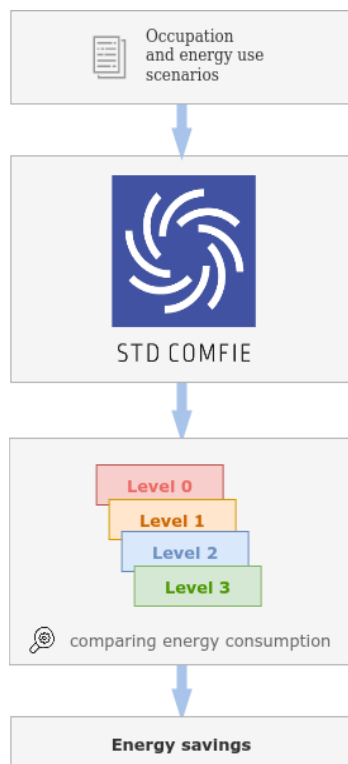 Occupation
and energy use
scenarios
STD COMFIE
Level 0
Level 1
Level 2
Level 3
comparing energy consumption
Energy savings